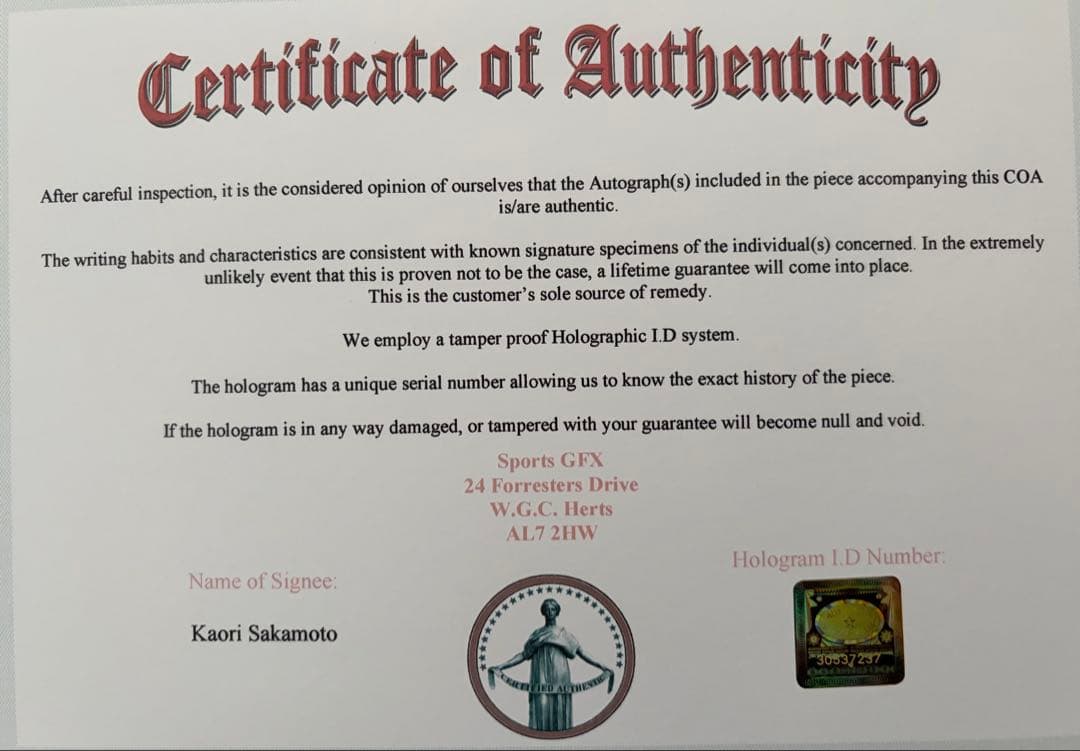 Certificate of Authenticity
After careful inspection, it is the considered opinion of ourselves that the Autograph(s) included in the piece accompanying this COA
is/are authentic.
The writing habits and characteristics are consistent with known signature specimens of the individual(s) concerned. In the extremely
unlikely event that this is proven not to be the case, a lifetime guarantee will come into place.
This is the customer's sole source of remedy.
We employ a tamper proof Holographic I.D system.
The hologram has a unique serial number allowing us to know the exact history of the piece.
If the hologram is in any way damaged, or tampered with your guarantee will become null and void.
Sports GFX
24 Forresters Drive
W.G.C. Herts
AL7 2HW
Name of Signee:
Kaori Sakamoto
CERTIFIED AUTHENTIC
Hologram I.D Number:
30537237